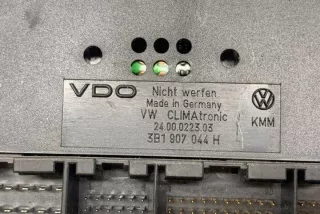 VDO
Nicht werfen
Made in Germany
VW CLIMAtronic
24.00.0223.03
3B1 907 044 H
KMM